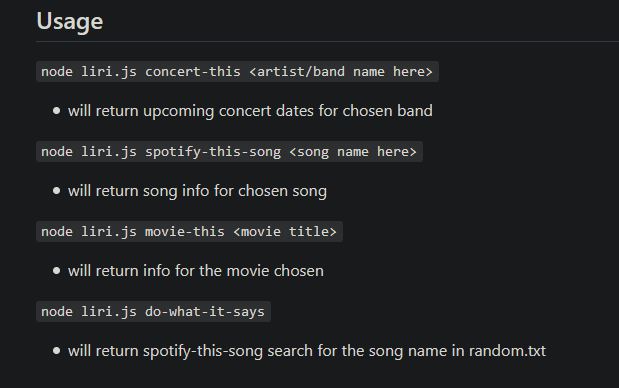 Usage
node liri.js concert-this <artist/band name here>
will return upcoming concert dates for chosen band
node liri.js spotify-this-song <song name here>
will return song info for chosen song
node liri.js movie-this <movie title>
will return info for the movie chosen
node liri.js do-what-it-says
will return spotify-this-song search for the song name in random.txt